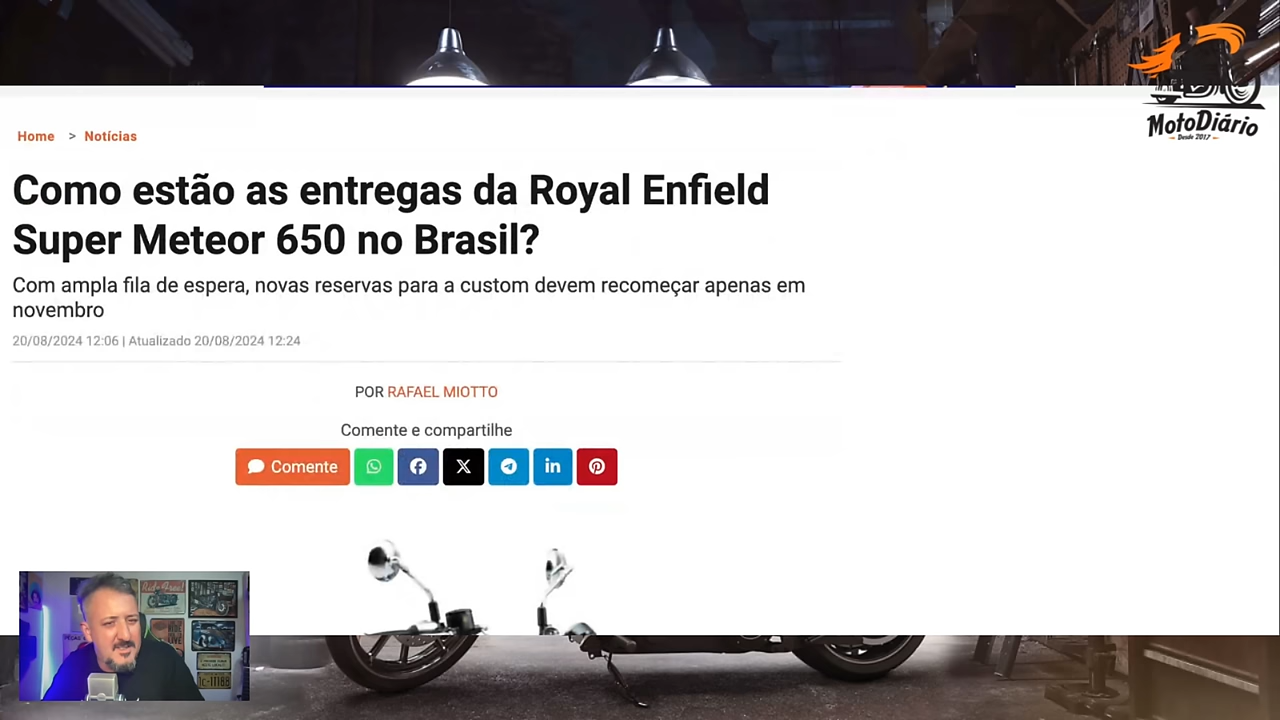 MotoDiário
Desde 2017
Home > Notícias
Como estão as entregas da Royal Enfield
Super Meteor 650 no Brasil?
Com ampla fila de espera, novas reservas para a custom devem recomeçar apenas em
novembro
20/08/2024 12:06 | Atualizado 20/08/2024 12:24
POR RAFAEL MIOTTO
Comente e compartilhe
Comente